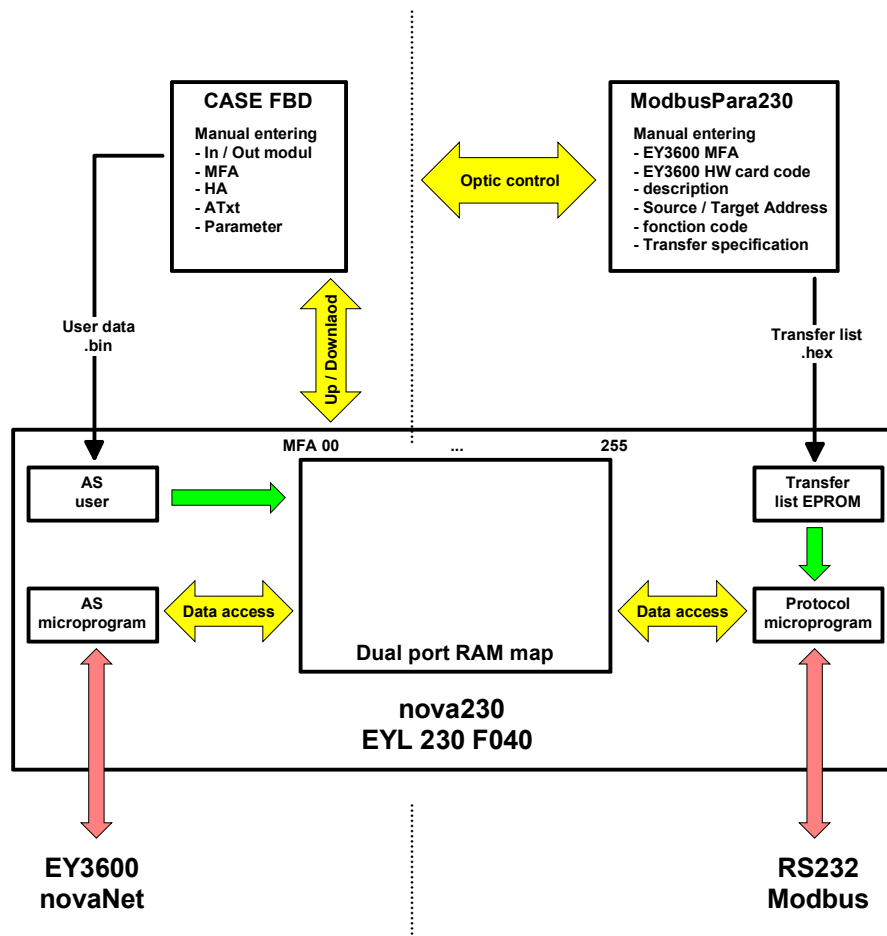 CASE FBD
Manual entering
- In / Out modul
- MFA
- HA
- ATxt
- Parameter
Optic control
ModbusPara230
Manual entering
- EY3600 MFA
- EY3600 HW card code
- description
- Source / Target Address
- fonction code
- Transfer specification
User data
.bin
Up / Downlaod
Transfer list
.hex
MFA 00 ... 255
AS
user
Transfer
list EPROM
AS
microprogram
Data access
Data access
Protocol
microprogram
Dual port RAM map
nova230
EYL 230 F040
EY3600
novaNet
RS232
Modbus